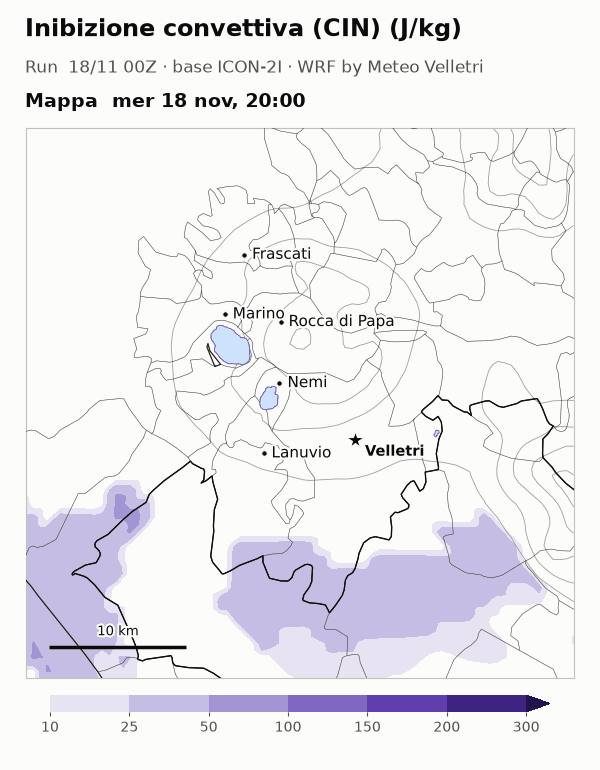 Inibizione convettiva (CIN) (J/kg)
Run  18/11 00Z · base ICON-2I · WRF by Meteo Velletri
Mappa  mer 18 nov, 20:00
Frascati
Marino
Rocca di Papa
Nemi
Velletri
Lanuvio
10 km
10 25 50 100 150 200 300